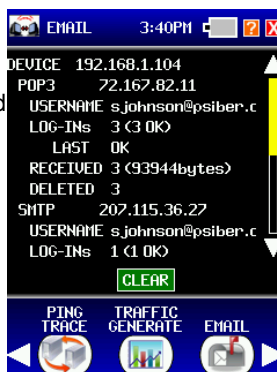 EMAIL 3:40PM ? X
DEVICE 192.168.1.104
POP3 72.167.82.11
USERNAME sjohnson@psiber.c
LOG-INs 3 (3 OK)
LAST OK
RECEIVED 3 (93944bytes)
DELETED 3
SMTP 207.115.36.27
USERNAME sjohnson@psiber.c
LOG-INs 1 (1 OK)
CLEAR
PING TRAFFIC
TRACE GENERATE EMAIL